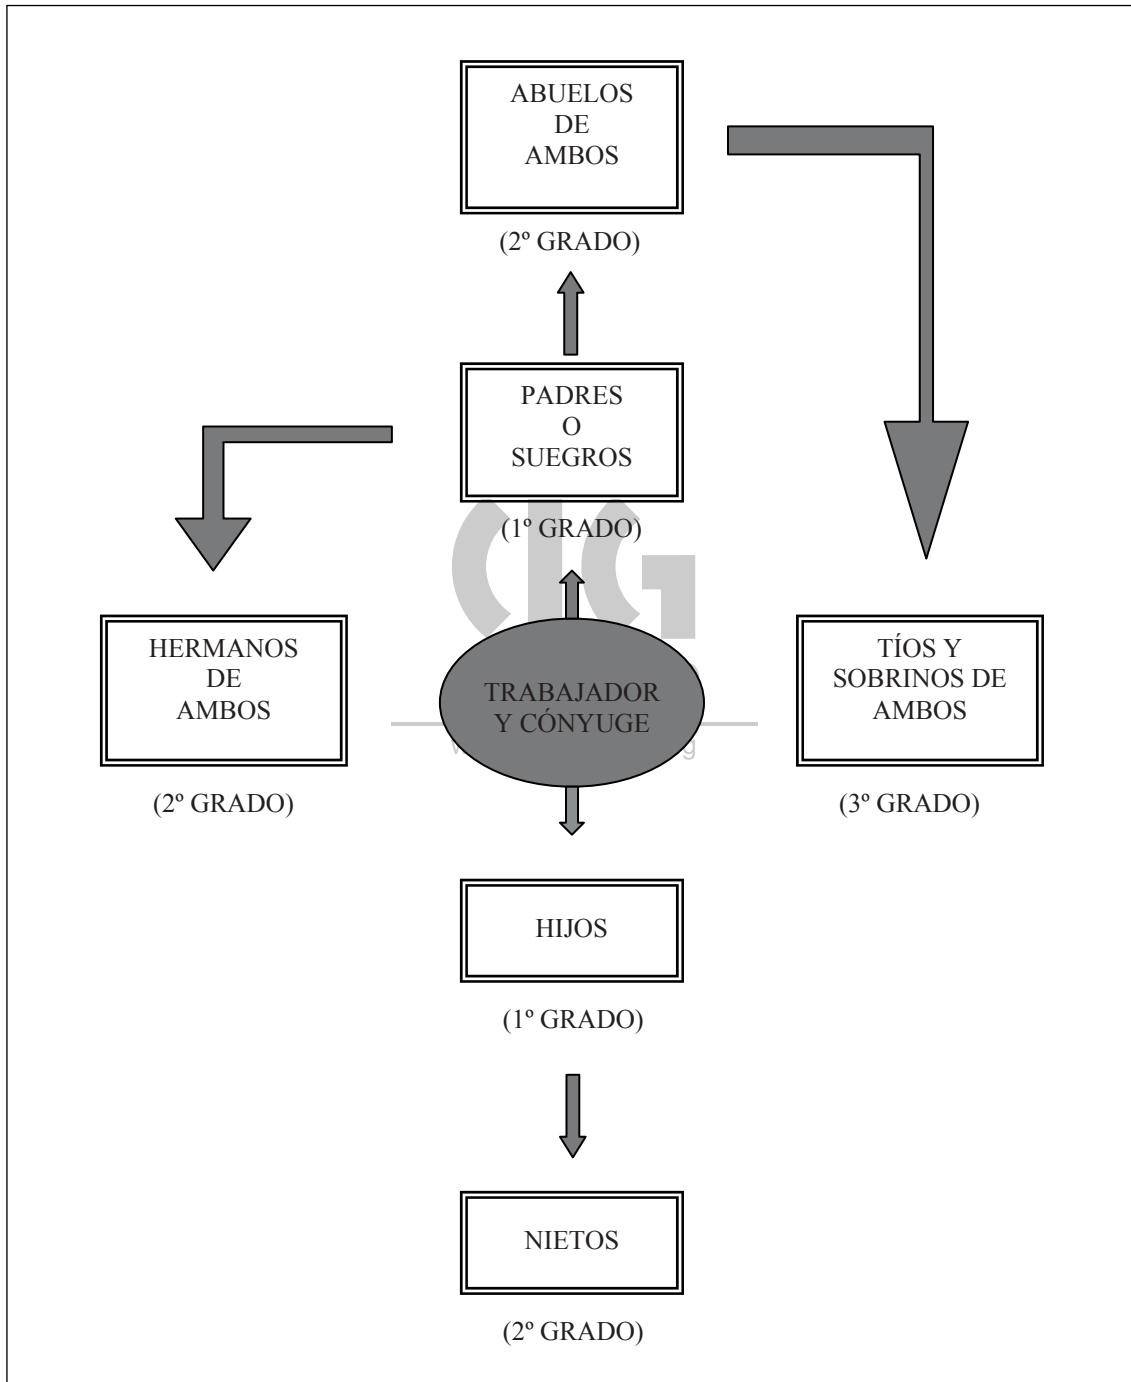 ABUELOS
DE
AMBOS
(2º GRADO)
PADRES
O
SUEGROS
(1º GRADO)
HERMANOS
DE
AMBOS
(2º GRADO)
TRABAJADOR
Y CÓNYUGE
TÍOS Y
SOBRINOS DE
AMBOS
(3º GRADO)
HIJOS
(1º GRADO)
NIETOS
(2º GRADO)
CIG